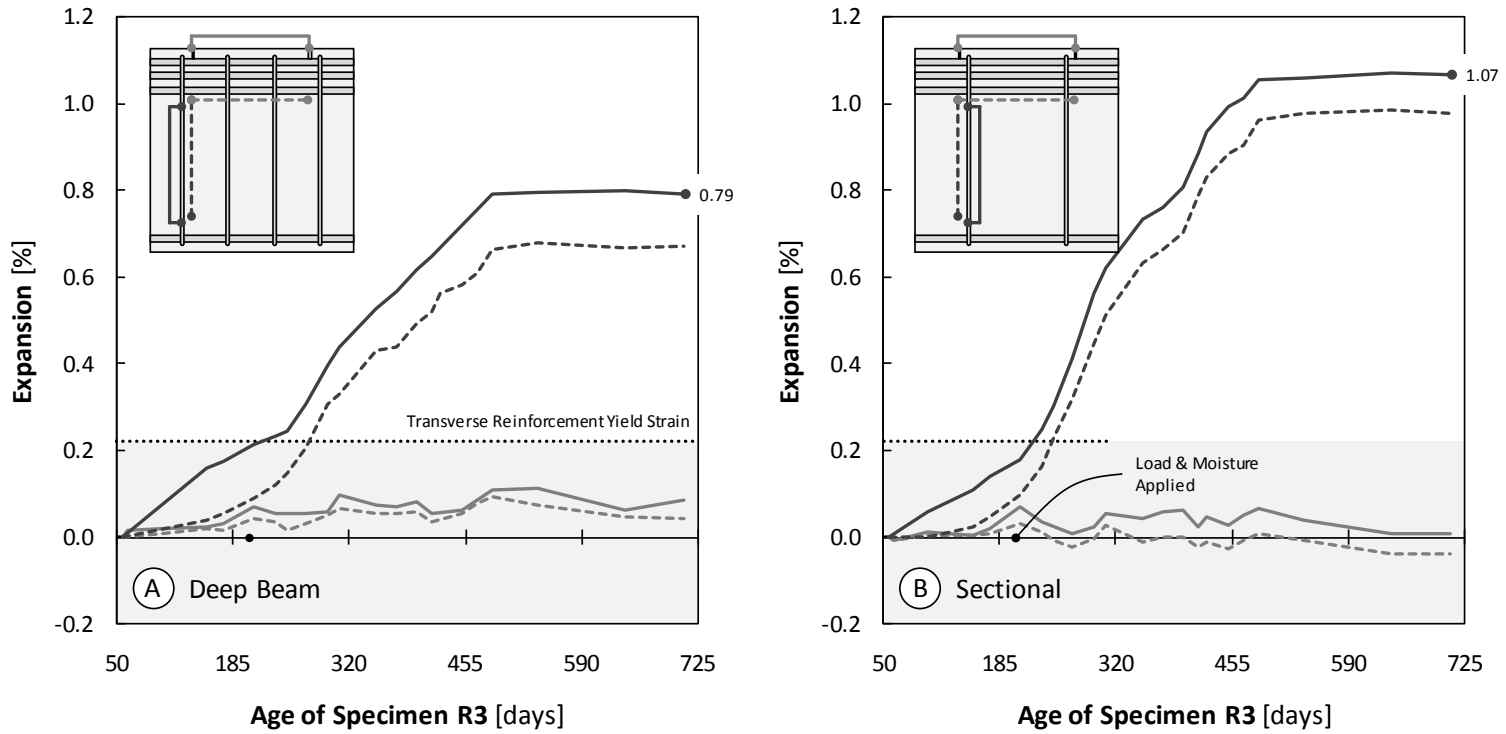 1.2
1.0
0.8
0.6
0.4
0.2
0.0
-0.2
Expansion [%]
0.79
Transverse Reinforcement Yield Strain
A Deep Beam
50 185 320 455 590 725
Age of Specimen R3 [days]
1.2
1.0
0.8
0.6
0.4
0.2
0.0
-0.2
Expansion [%]
1.07
Load & Moisture
Applied
B Sectional
50 185 320 455 590 725
Age of Specimen R3 [days]